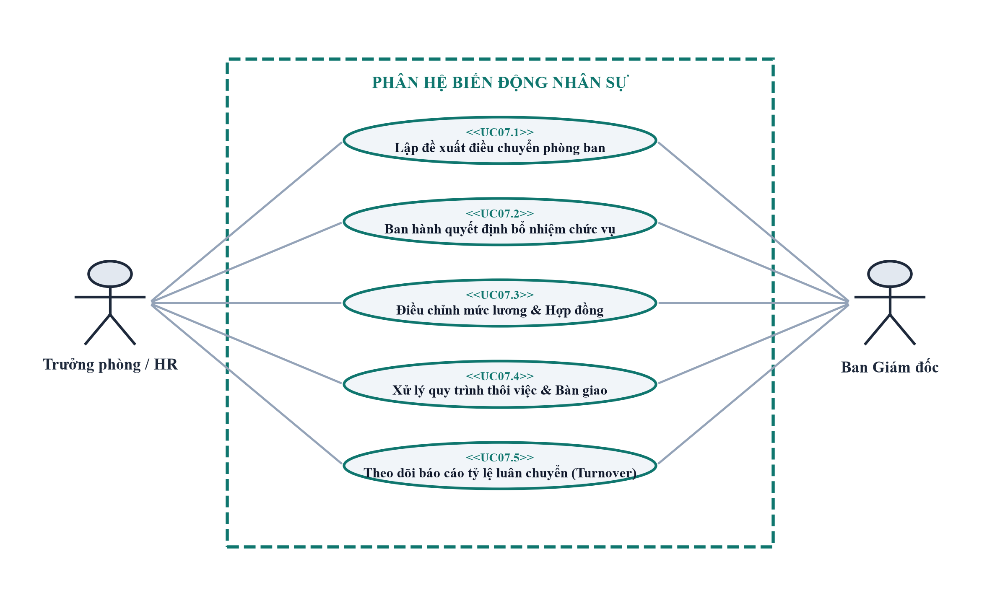 PHÂN HỆ BIẾN ĐỘNG NHÂN SỰ
<<UC07.1>>
Lập đề xuất điều chuyển phòng ban
<<UC07.2>>
Ban hành quyết định bổ nhiệm chức vụ
<<UC07.3>>
Điều chỉnh mức lương & Hợp đồng
Trưởng phòng / HR
Ban Giám đốc
<<UC07.4>>
Xử lý quy trình thôi việc & Bàn giao
<<UC07.5>>
Theo dõi báo cáo tỷ lệ luân chuyển (Turnover)